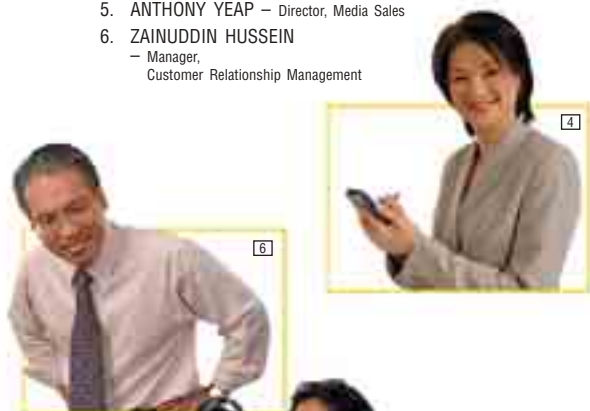 5. ANTHONY YEAP – Director, Media Sales
6. ZAINUDDIN HUSSEIN
– Manager,
Customer Relationship Management
4
6